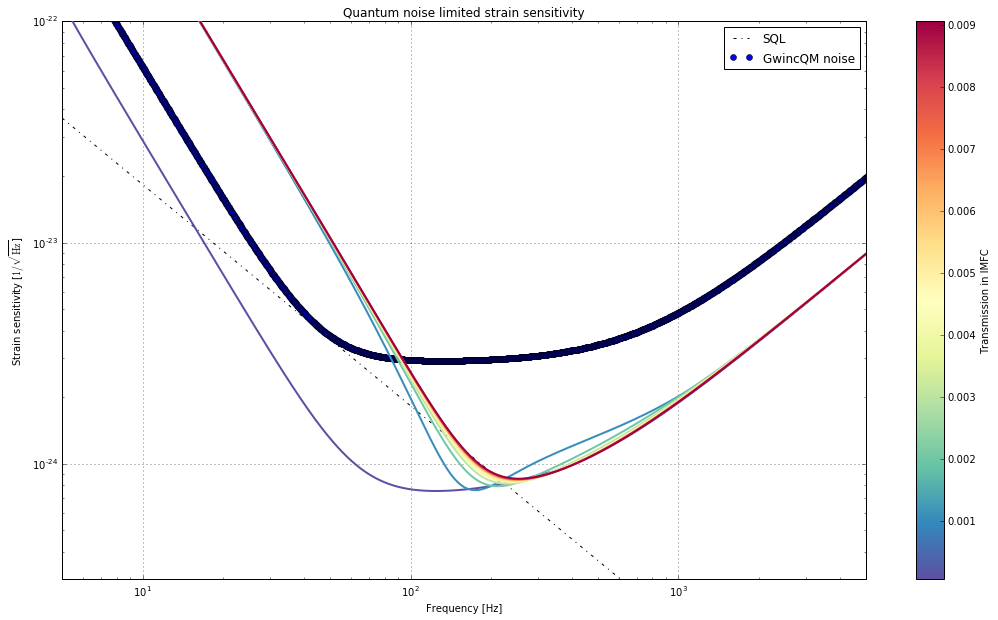 Quantum noise limited strain sensitivity
10^-22
10^-23
10^-24
Strain sensitivity [1/√Hz]
SQL
GwincQM noise
10^1
10^2
10^3
Frequency [Hz]
0.009
0.008
0.007
0.006
0.005
0.004
0.003
0.002
0.001
Transmission in IMFC